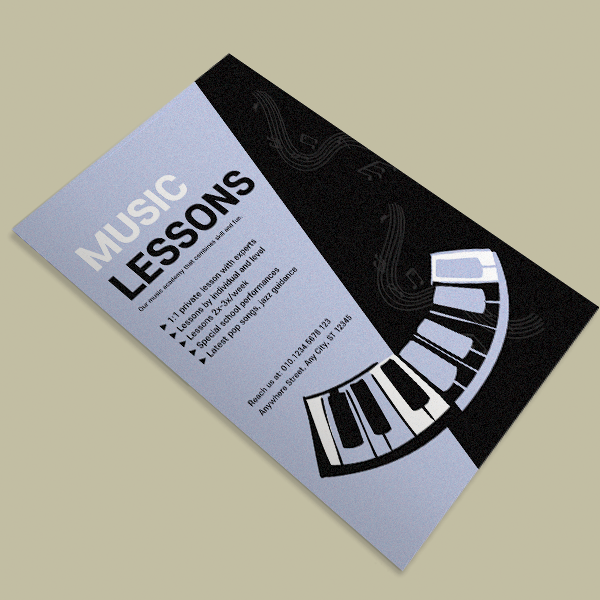 MUSIC
LESSONS
Our music academy that combines skill and fun.
► 1:1 private lesson with experts
► Lessons by individual and level
► Lessons 2x-3x/week
► Special school performances
► Latest pop songs, jazz guidance
Reach us at: 010.1234.5678 123
Anywhere Street, Any City, ST 12345